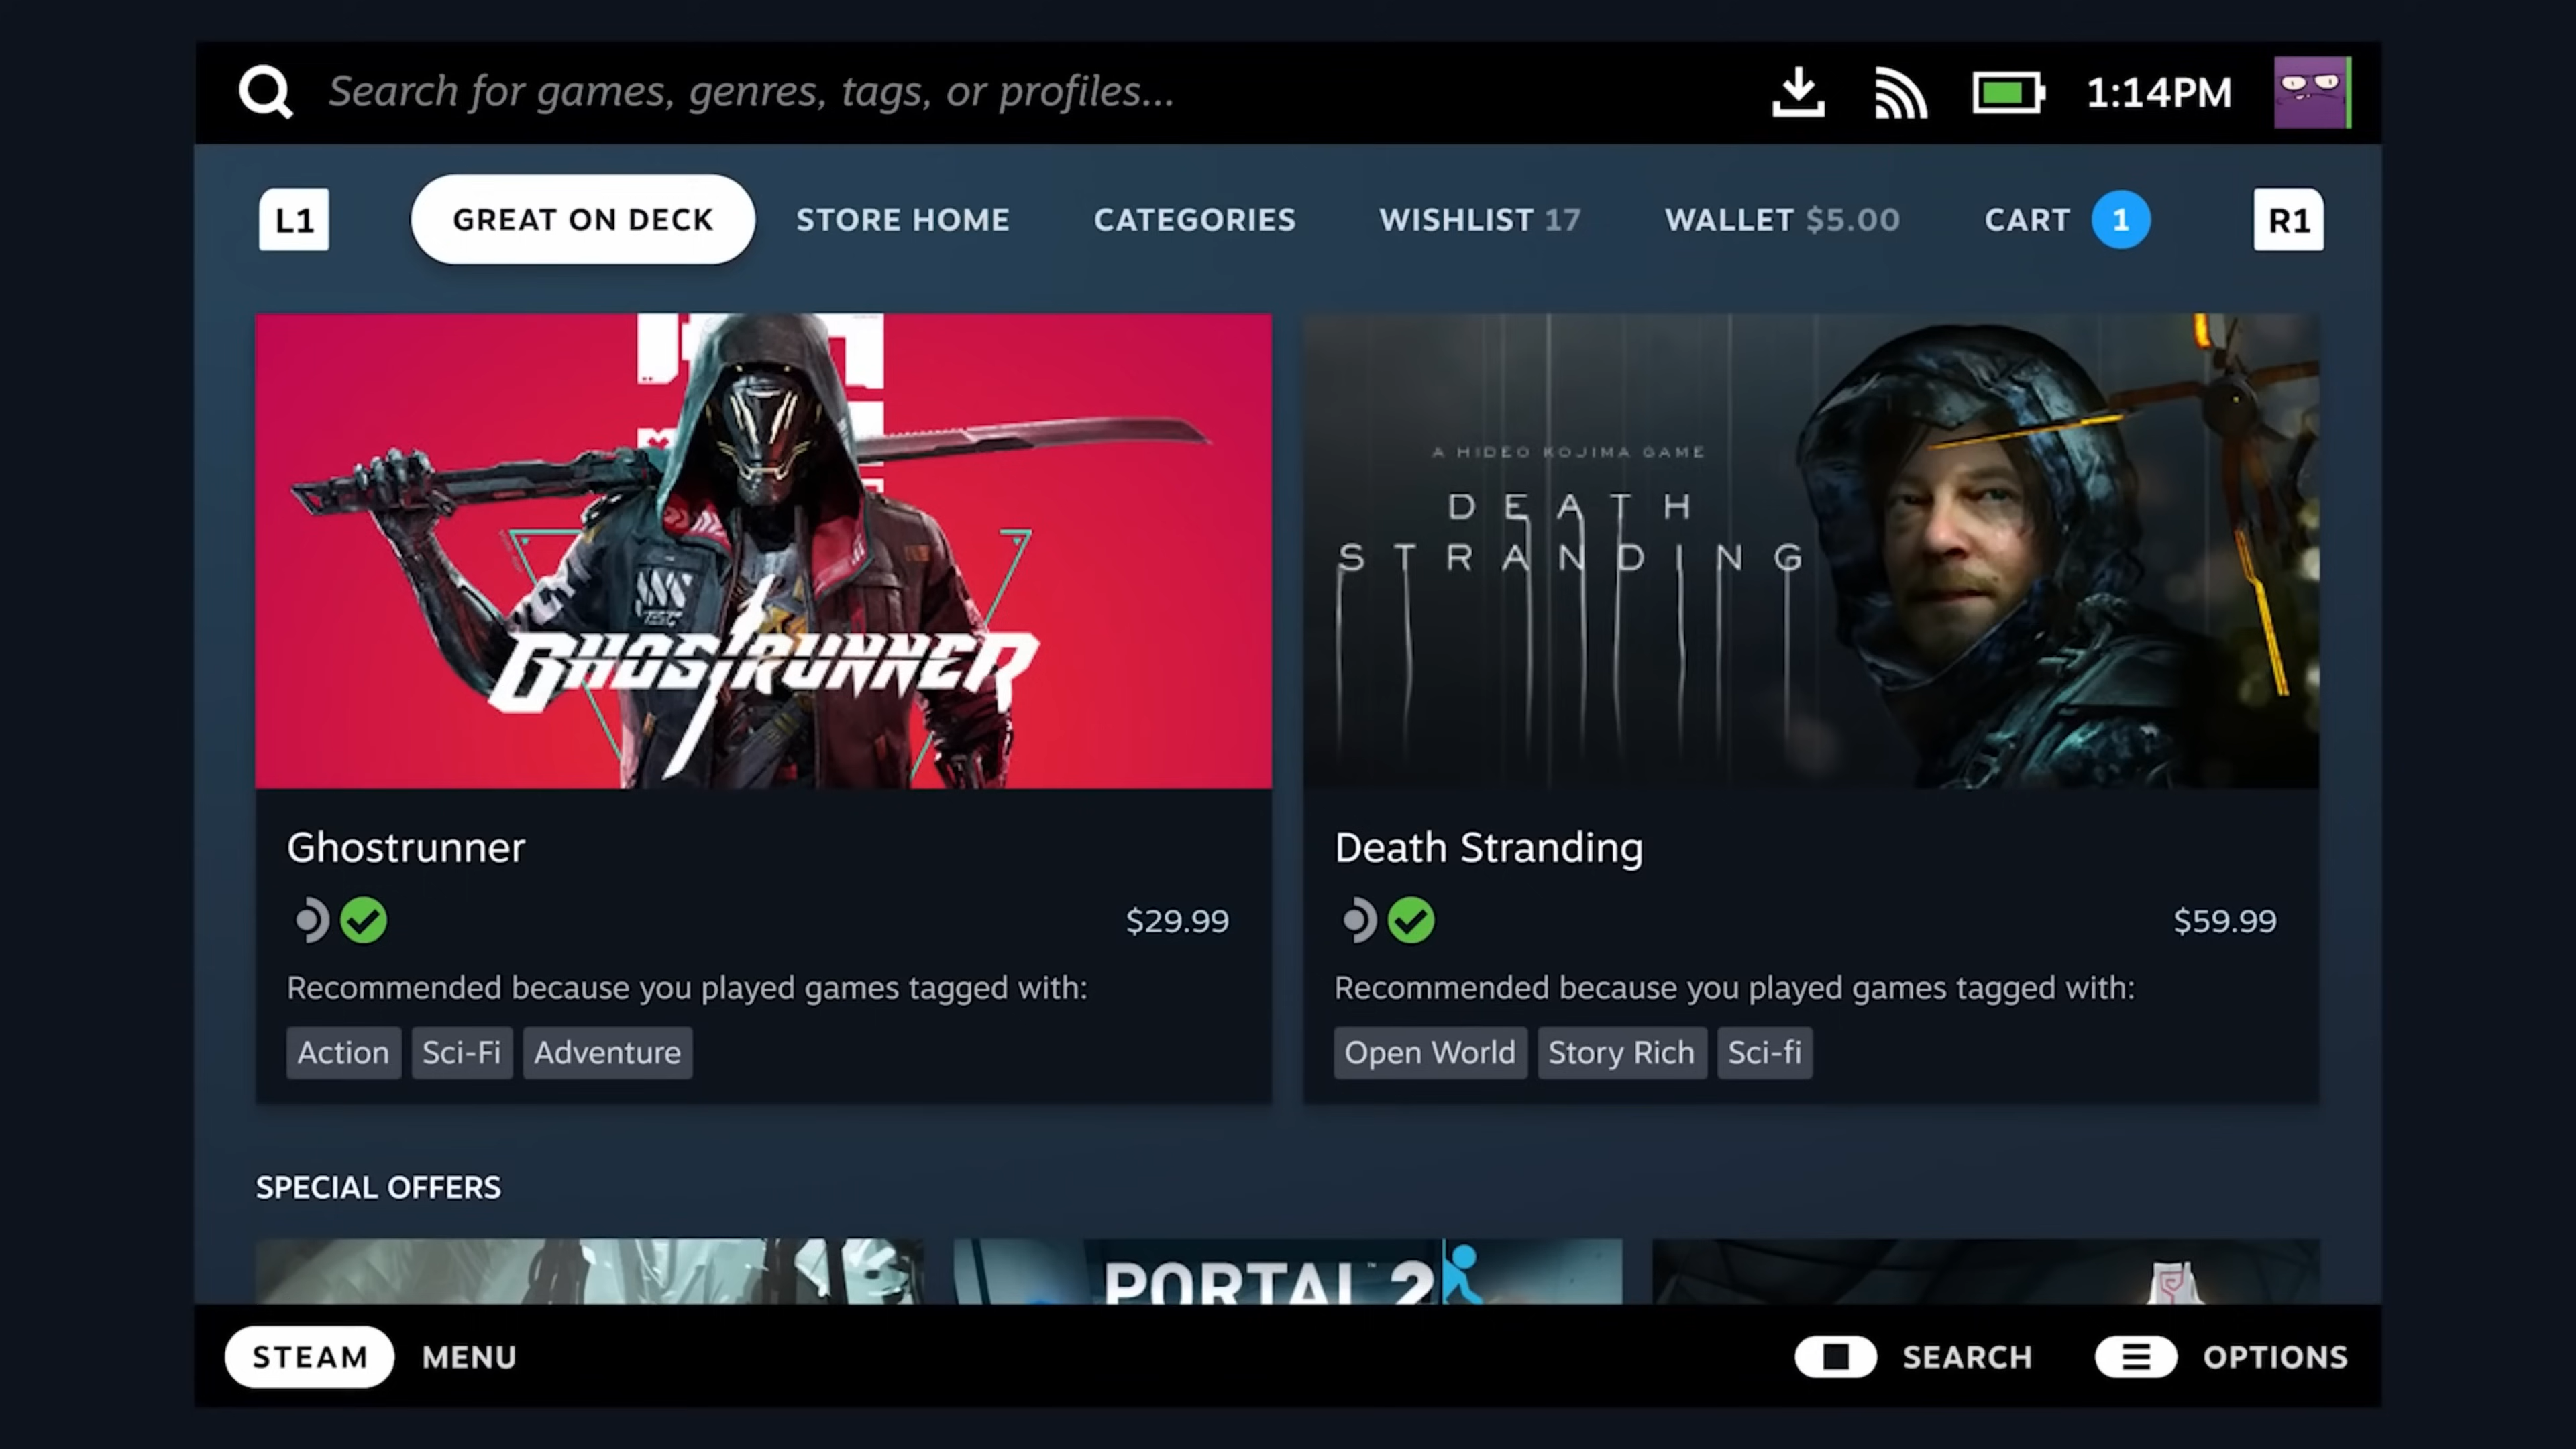 Search for games, genres, tags, or profiles...
1:14PM
L1
GREAT ON DECK
STORE HOME
CATEGORIES
WISHLIST 17
WALLET $5.00
CART 1
R1
GHOSTRUNNER
A HIDEO KOJIMA GAME
DEATH
STRANDING
Ghostrunner
$29.99
Recommended because you played games tagged with:
Action Sci-Fi Adventure
Death Stranding
$59.99
Recommended because you played games tagged with:
Open World Story Rich Sci-fi
SPECIAL OFFERS
PORTAL™ 2
STEAM MENU
SEARCH
OPTIONS